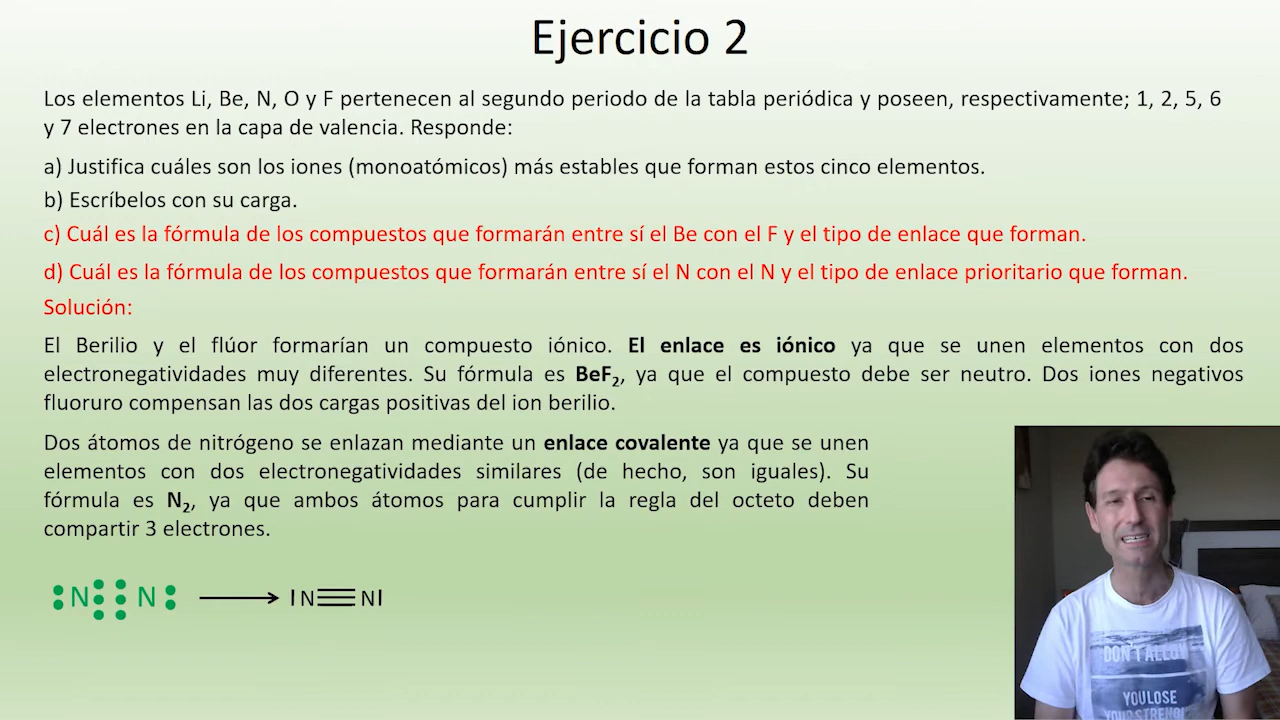 Ejercicio 2
Los elementos Li, Be, N, O y F pertenecen al segundo periodo de la tabla periódica y poseen, respectivamente; 1, 2, 5, 6
y 7 electrones en la capa de valencia. Responde:
a) Justifica cuáles son los iones (monoatómicos) más estables que forman estos cinco elementos.
b) Escríbelos con su carga.
c) Cuál es la fórmula de los compuestos que formarán entre sí el Be con el F y el tipo de enlace que forman.
d) Cuál es la fórmula de los compuestos que formarán entre sí el N con el N y el tipo de enlace prioritario que forman.
Solución:
El Berilio y el flúor formarían un compuesto iónico. El enlace es iónico ya que se unen elementos con dos
electronegatividades muy diferentes. Su fórmula es BeF₂, ya que el compuesto debe ser neutro. Dos iones negativos
fluoruro compensan las dos cargas positivas del ion berilio.
Dos átomos de nitrógeno se enlazan mediante un enlace covalente ya que se unen
elementos con dos electronegatividades similares (de hecho, son iguales). Su
fórmula es N₂, ya que ambos átomos para cumplir la regla del octeto deben
compartir 3 electrones.
:N⋮⋮N: ⟶ |N≡N|
DON'T ALLOW
YOU LOSE
YOUR STRENG